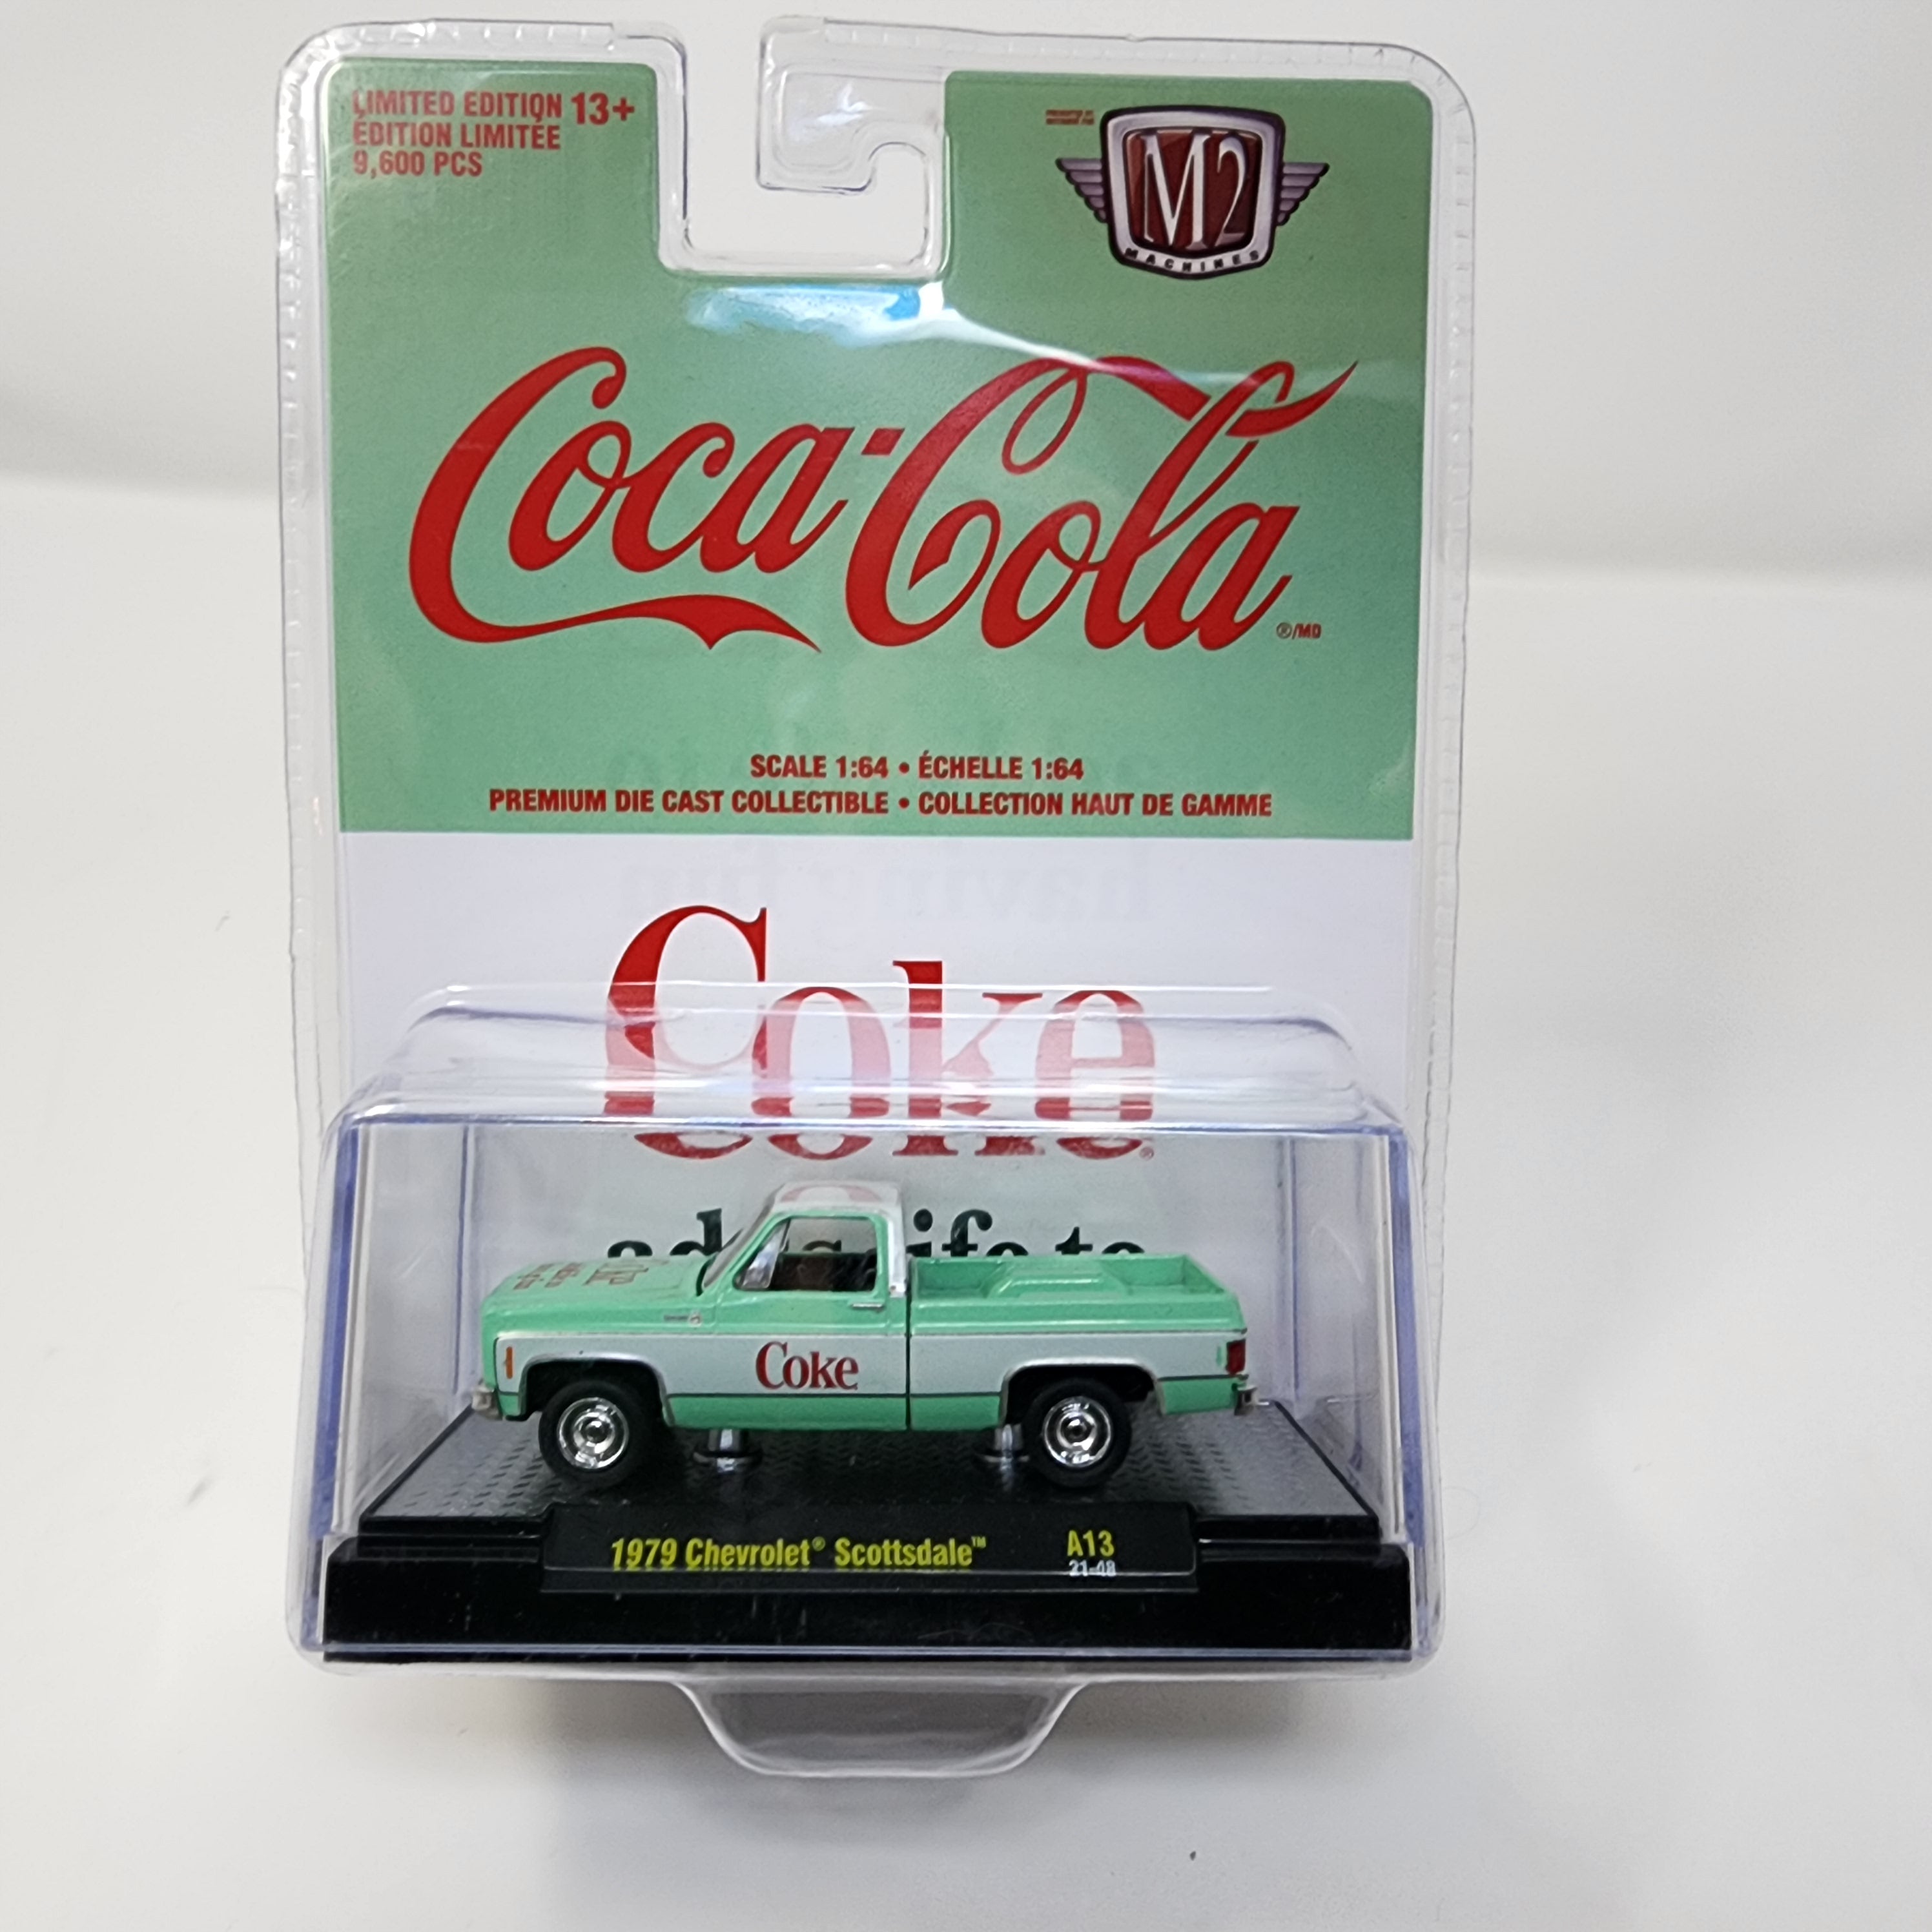 LIMITED EDITION 13+
ÉDITION LIMITÉE
9,600 PCS
M2
MACHINES
Coca-Cola
®/MD
SCALE 1:64 • ÉCHELLE 1:64
PREMIUM DIE CAST COLLECTIBLE • COLLECTION HAUT DE GAMME
Coke®
Coke
1979 Chevrolet® Scottsdale™ A13
21-48